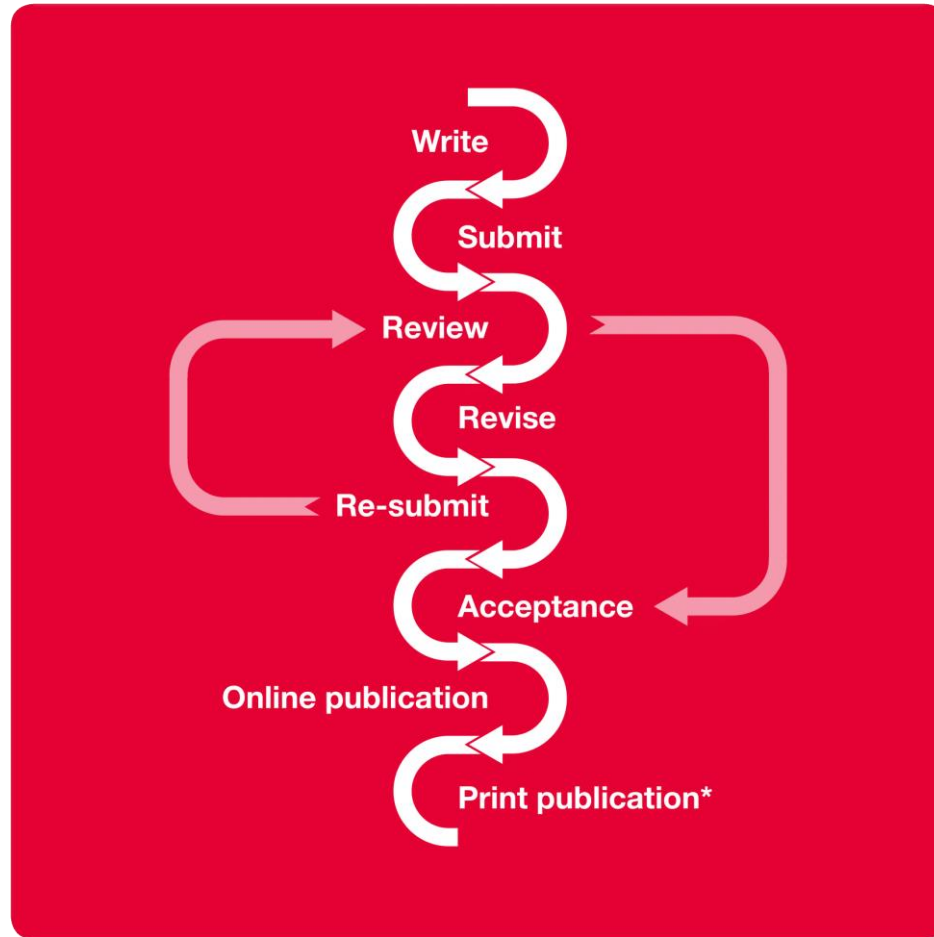 Write
Submit
Review
Revise
Re-submit
Acceptance
Online publication
Print publication*